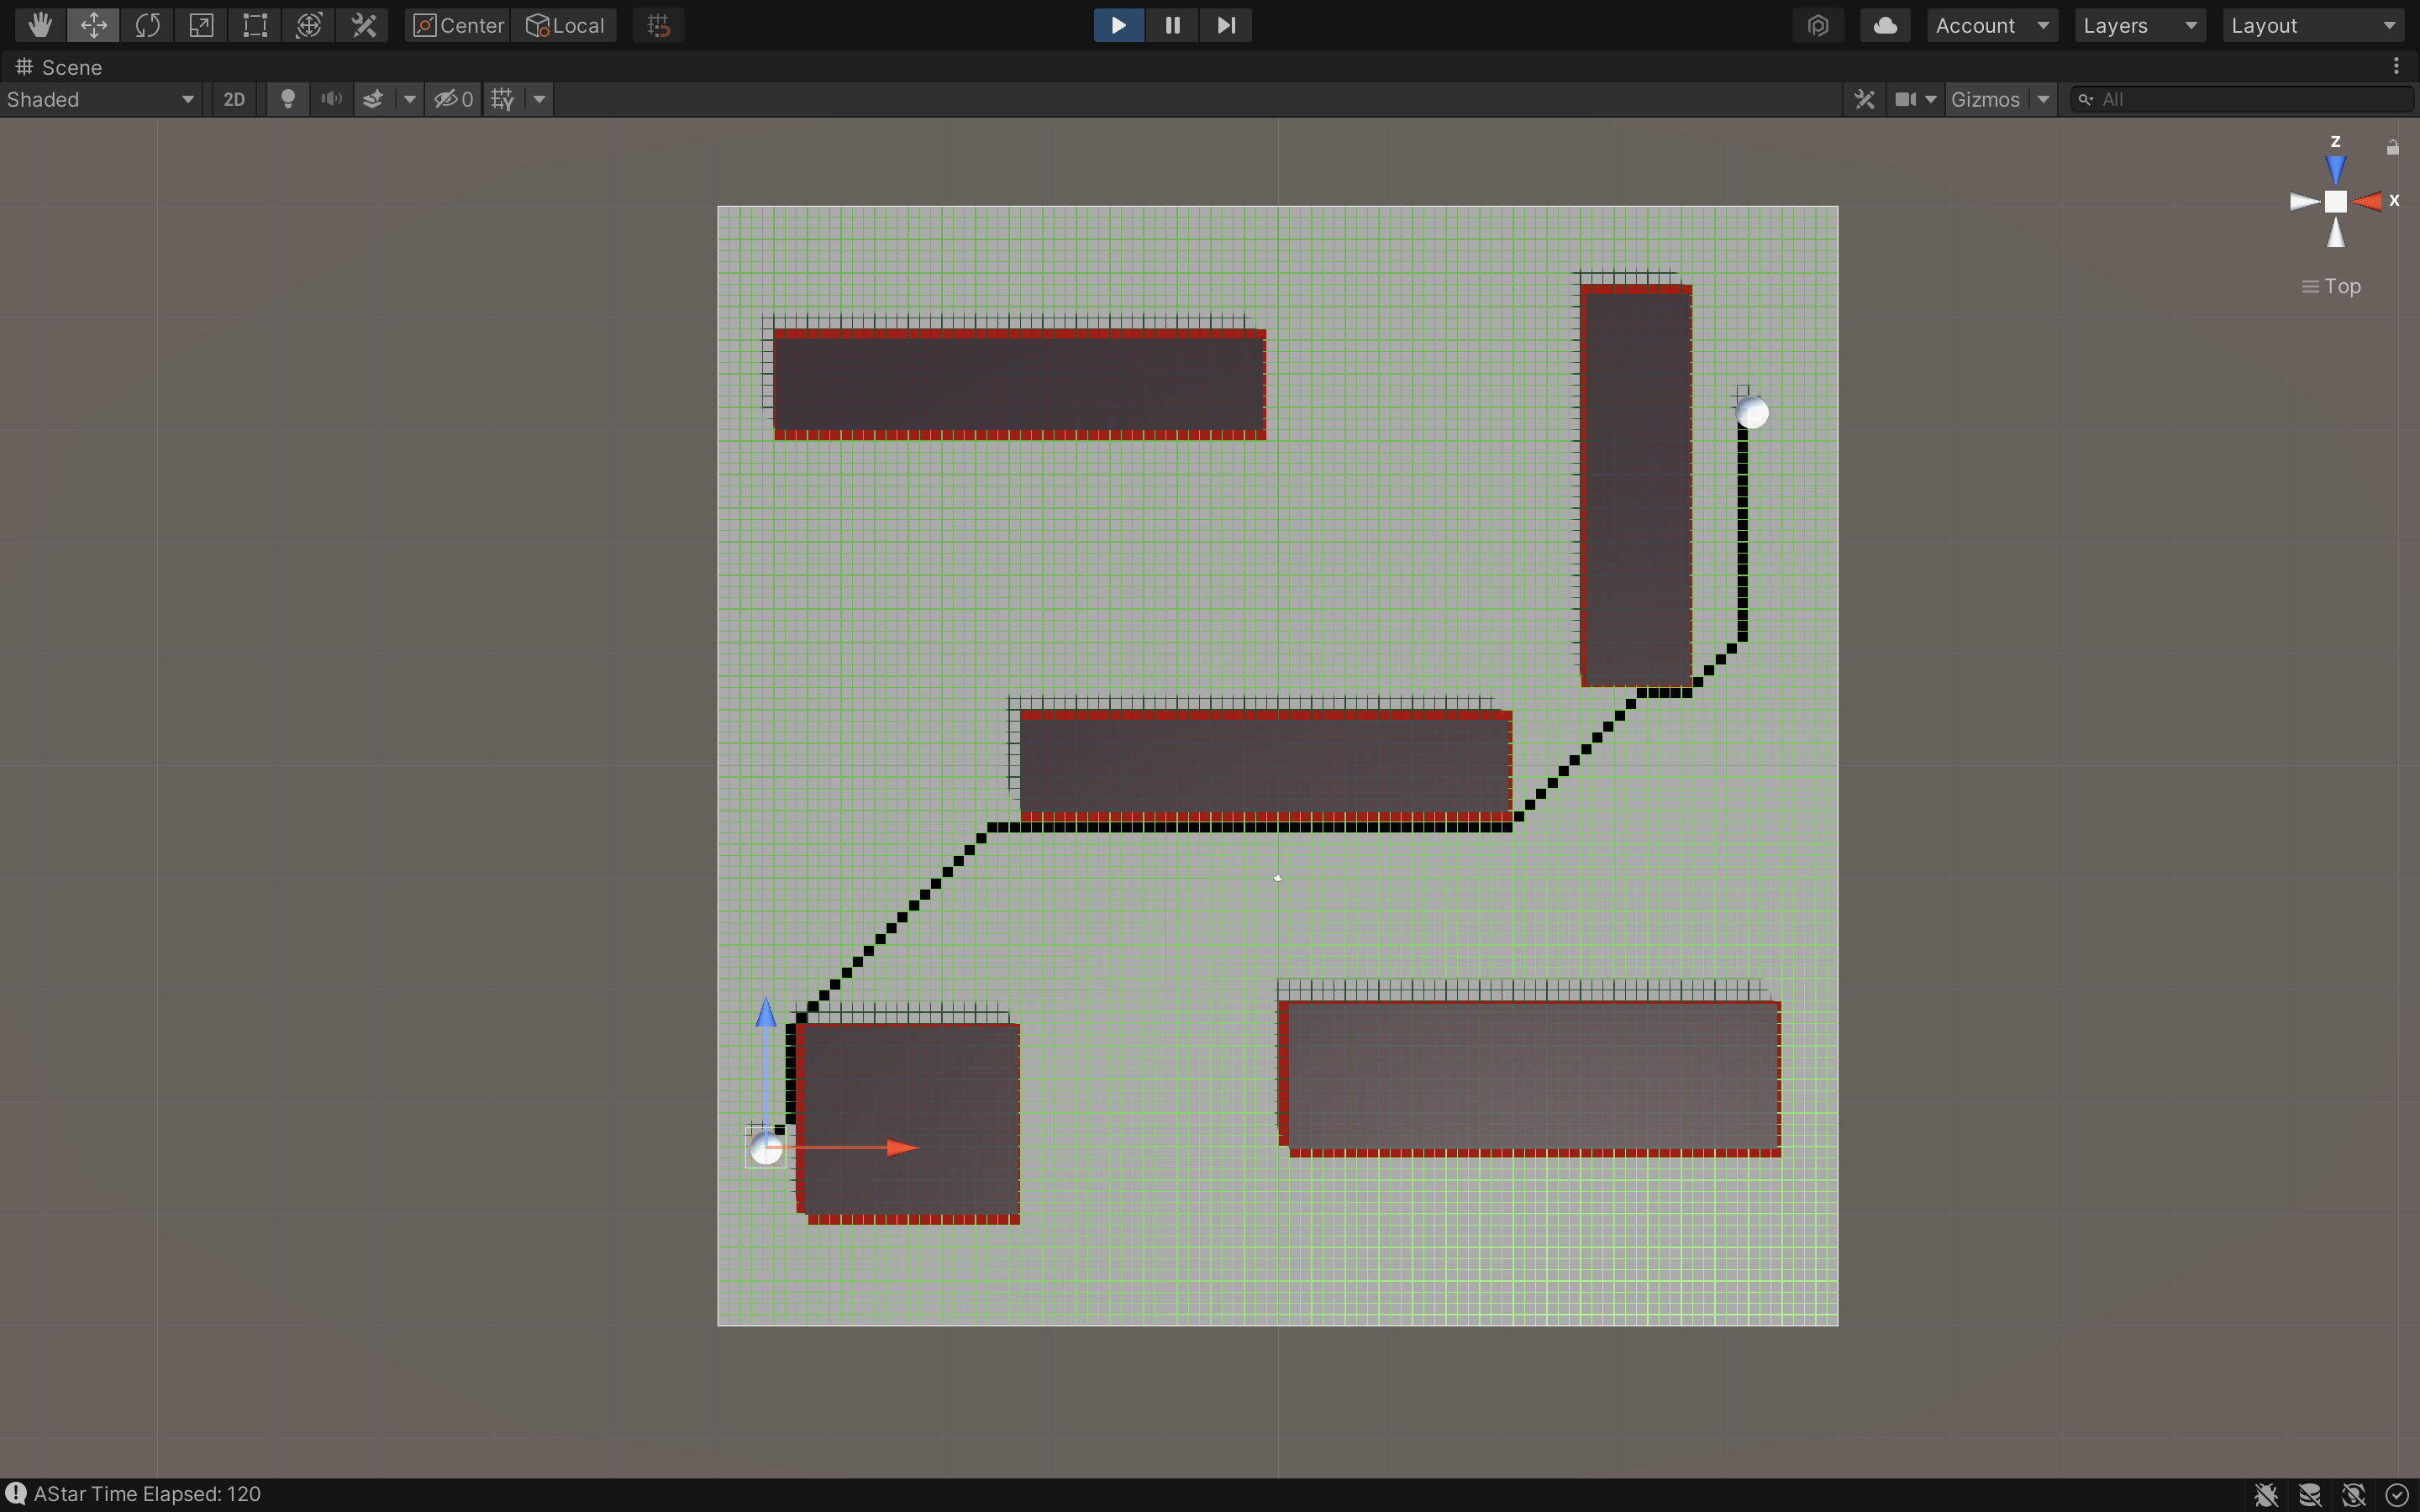 Center Local Account Layers Layout
Scene
Shaded 2D 0 Gizmos All
z
x
Top
AStar Time Elapsed: 120